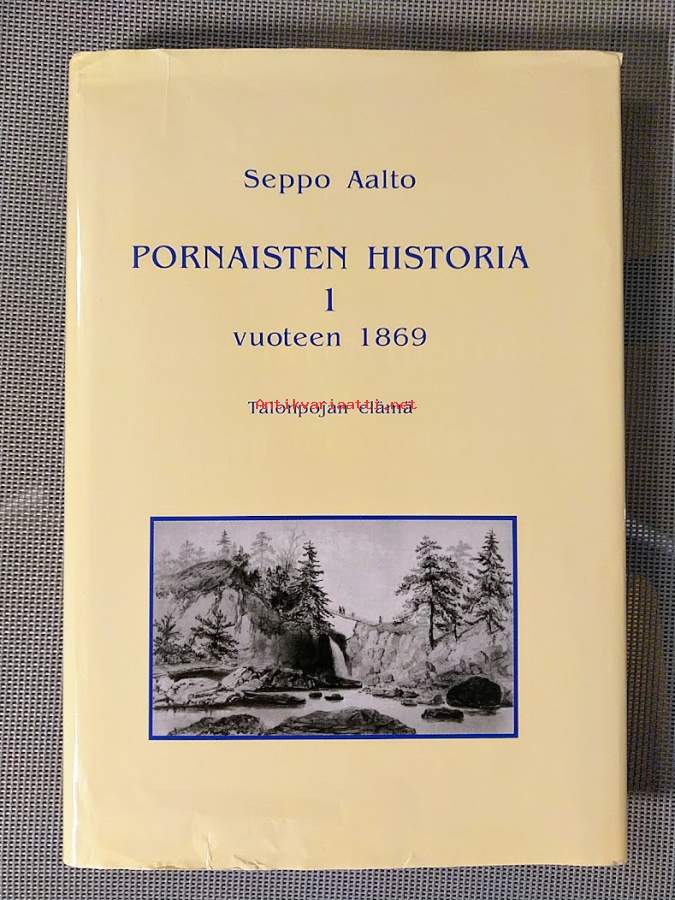 Seppo Aalto
PORNAISTEN HISTORIA
1
vuoteen 1869
Talonpojan elämä
Antikvariaatti.net